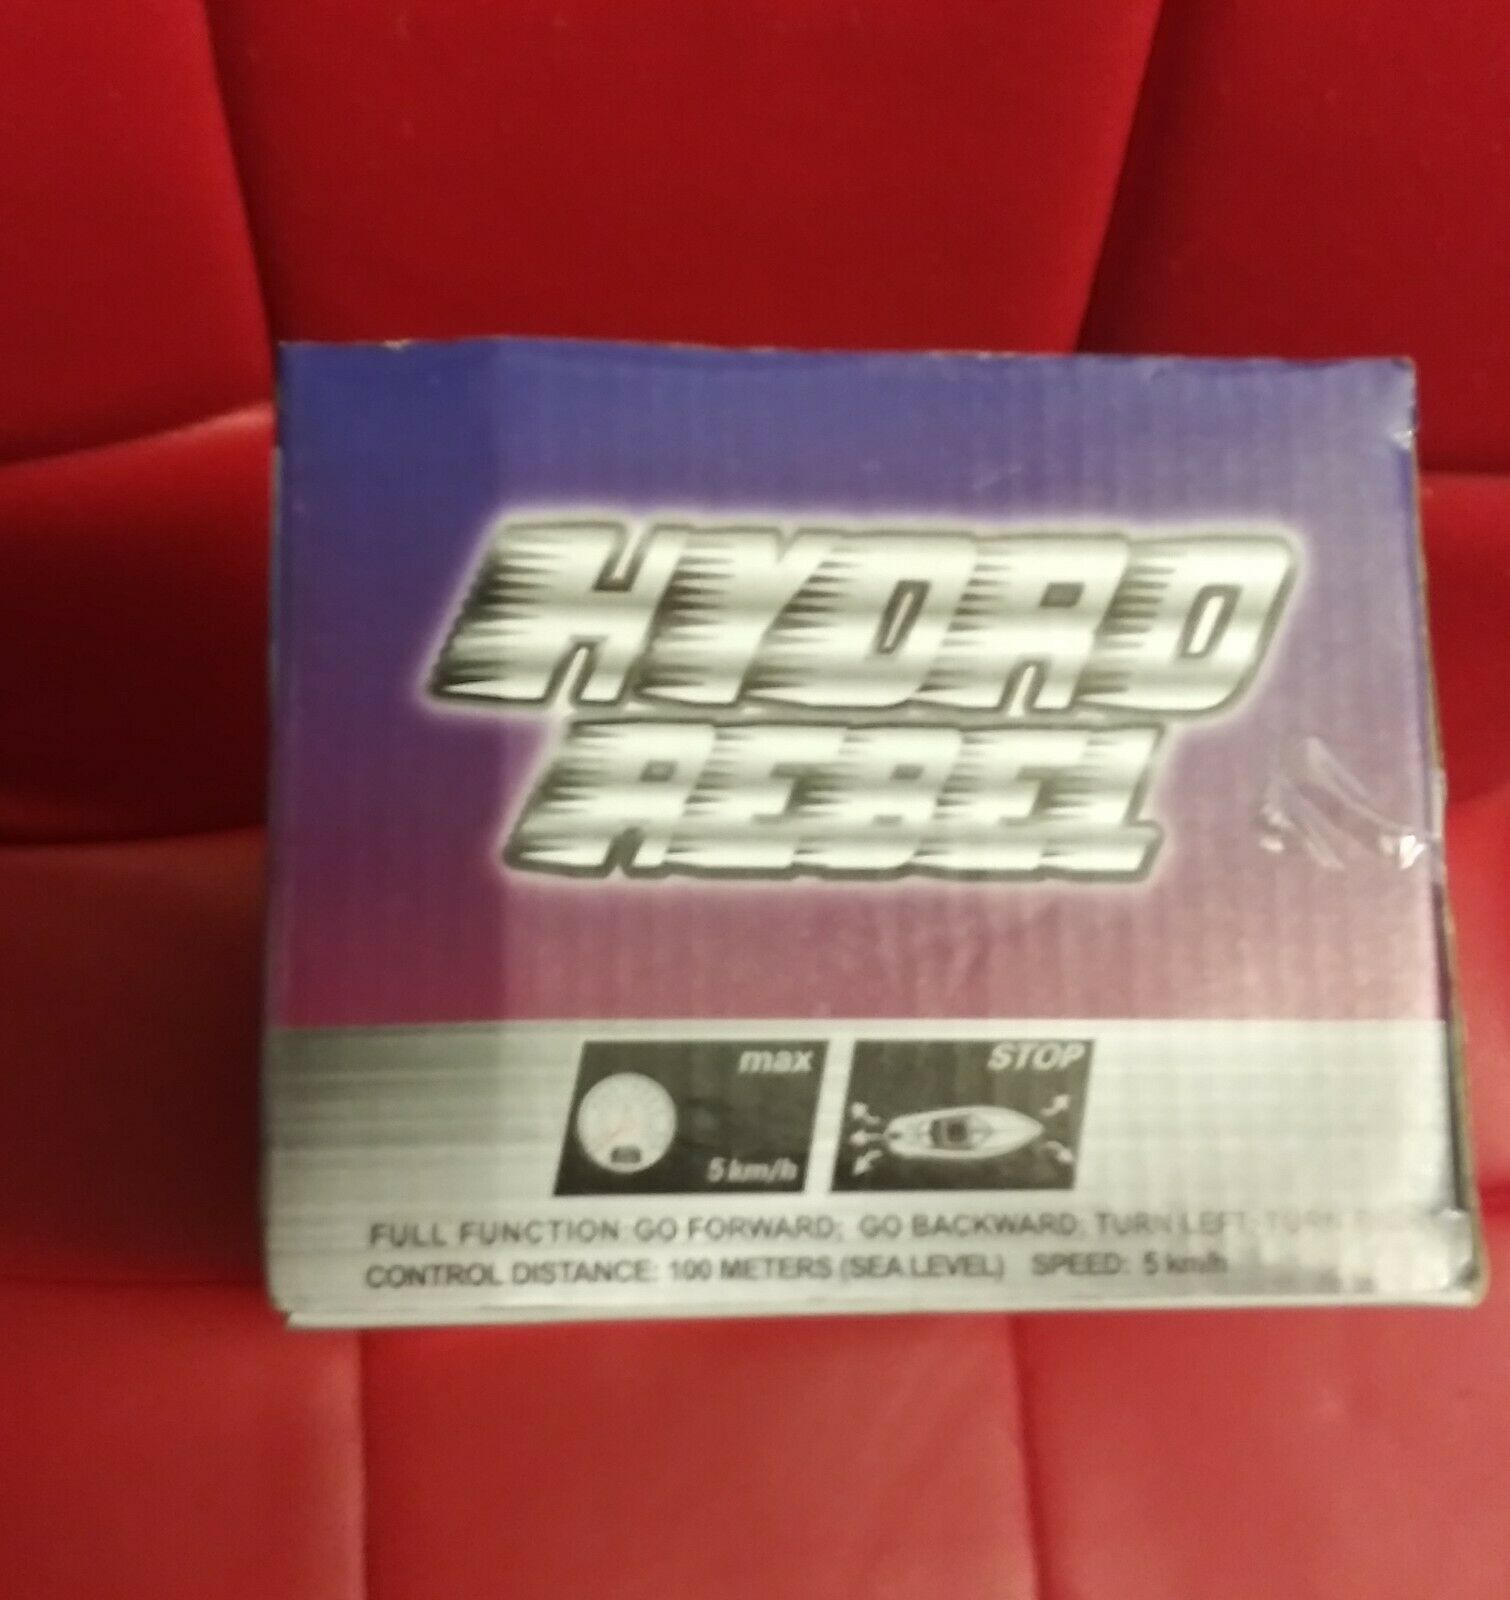 HYDRO
REBEL
max
5 km/h
STOP
FULL FUNCTION: GO FORWARD; GO BACKWARD; TURN LEFT; TURN
CONTROL DISTANCE: 100 METERS (SEA LEVEL) SPEED: 5 km/h